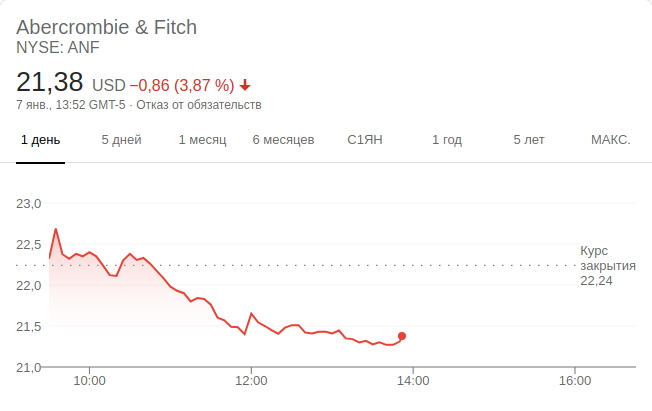 Abercrombie & Fitch
NYSE: ANF
21,38 USD −0,86 (3,87 %)
7 янв., 13:52 GMT-5 · Отказ от обязательств
1 день 5 дней 1 месяц 6 месяцев С1ЯН 1 год 5 лет МАКС.
23,0
22,5
Курс
закрытия
22,24
22,0
21,5
21,0
10:00 12:00 14:00 16:00